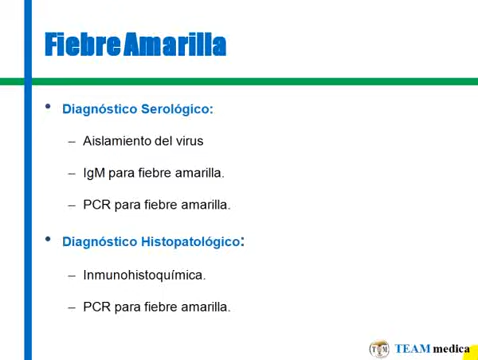 Fiebre Amarilla
• Diagnóstico Serológico:
– Aislamiento del virus
– IgM para fiebre amarilla.
– PCR para fiebre amarilla.
• Diagnóstico Histopatológico:
– Inmunohistoquímica.
– PCR para fiebre amarilla.
TM TEAM medica